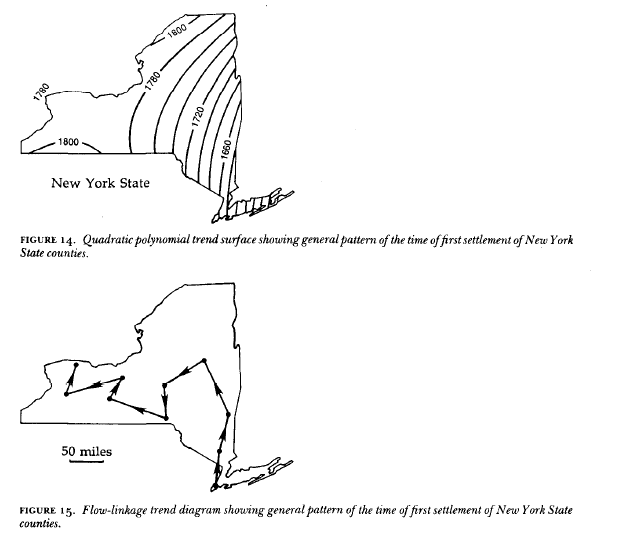 1800
1780
1780
1720
1800
1660
New York State
FIGURE 14. Quadratic polynomial trend surface showing general pattern of the time of first settlement of New York
State counties.
50 miles
FIGURE 15. Flow-linkage trend diagram showing general pattern of the time of first settlement of New York State
counties.